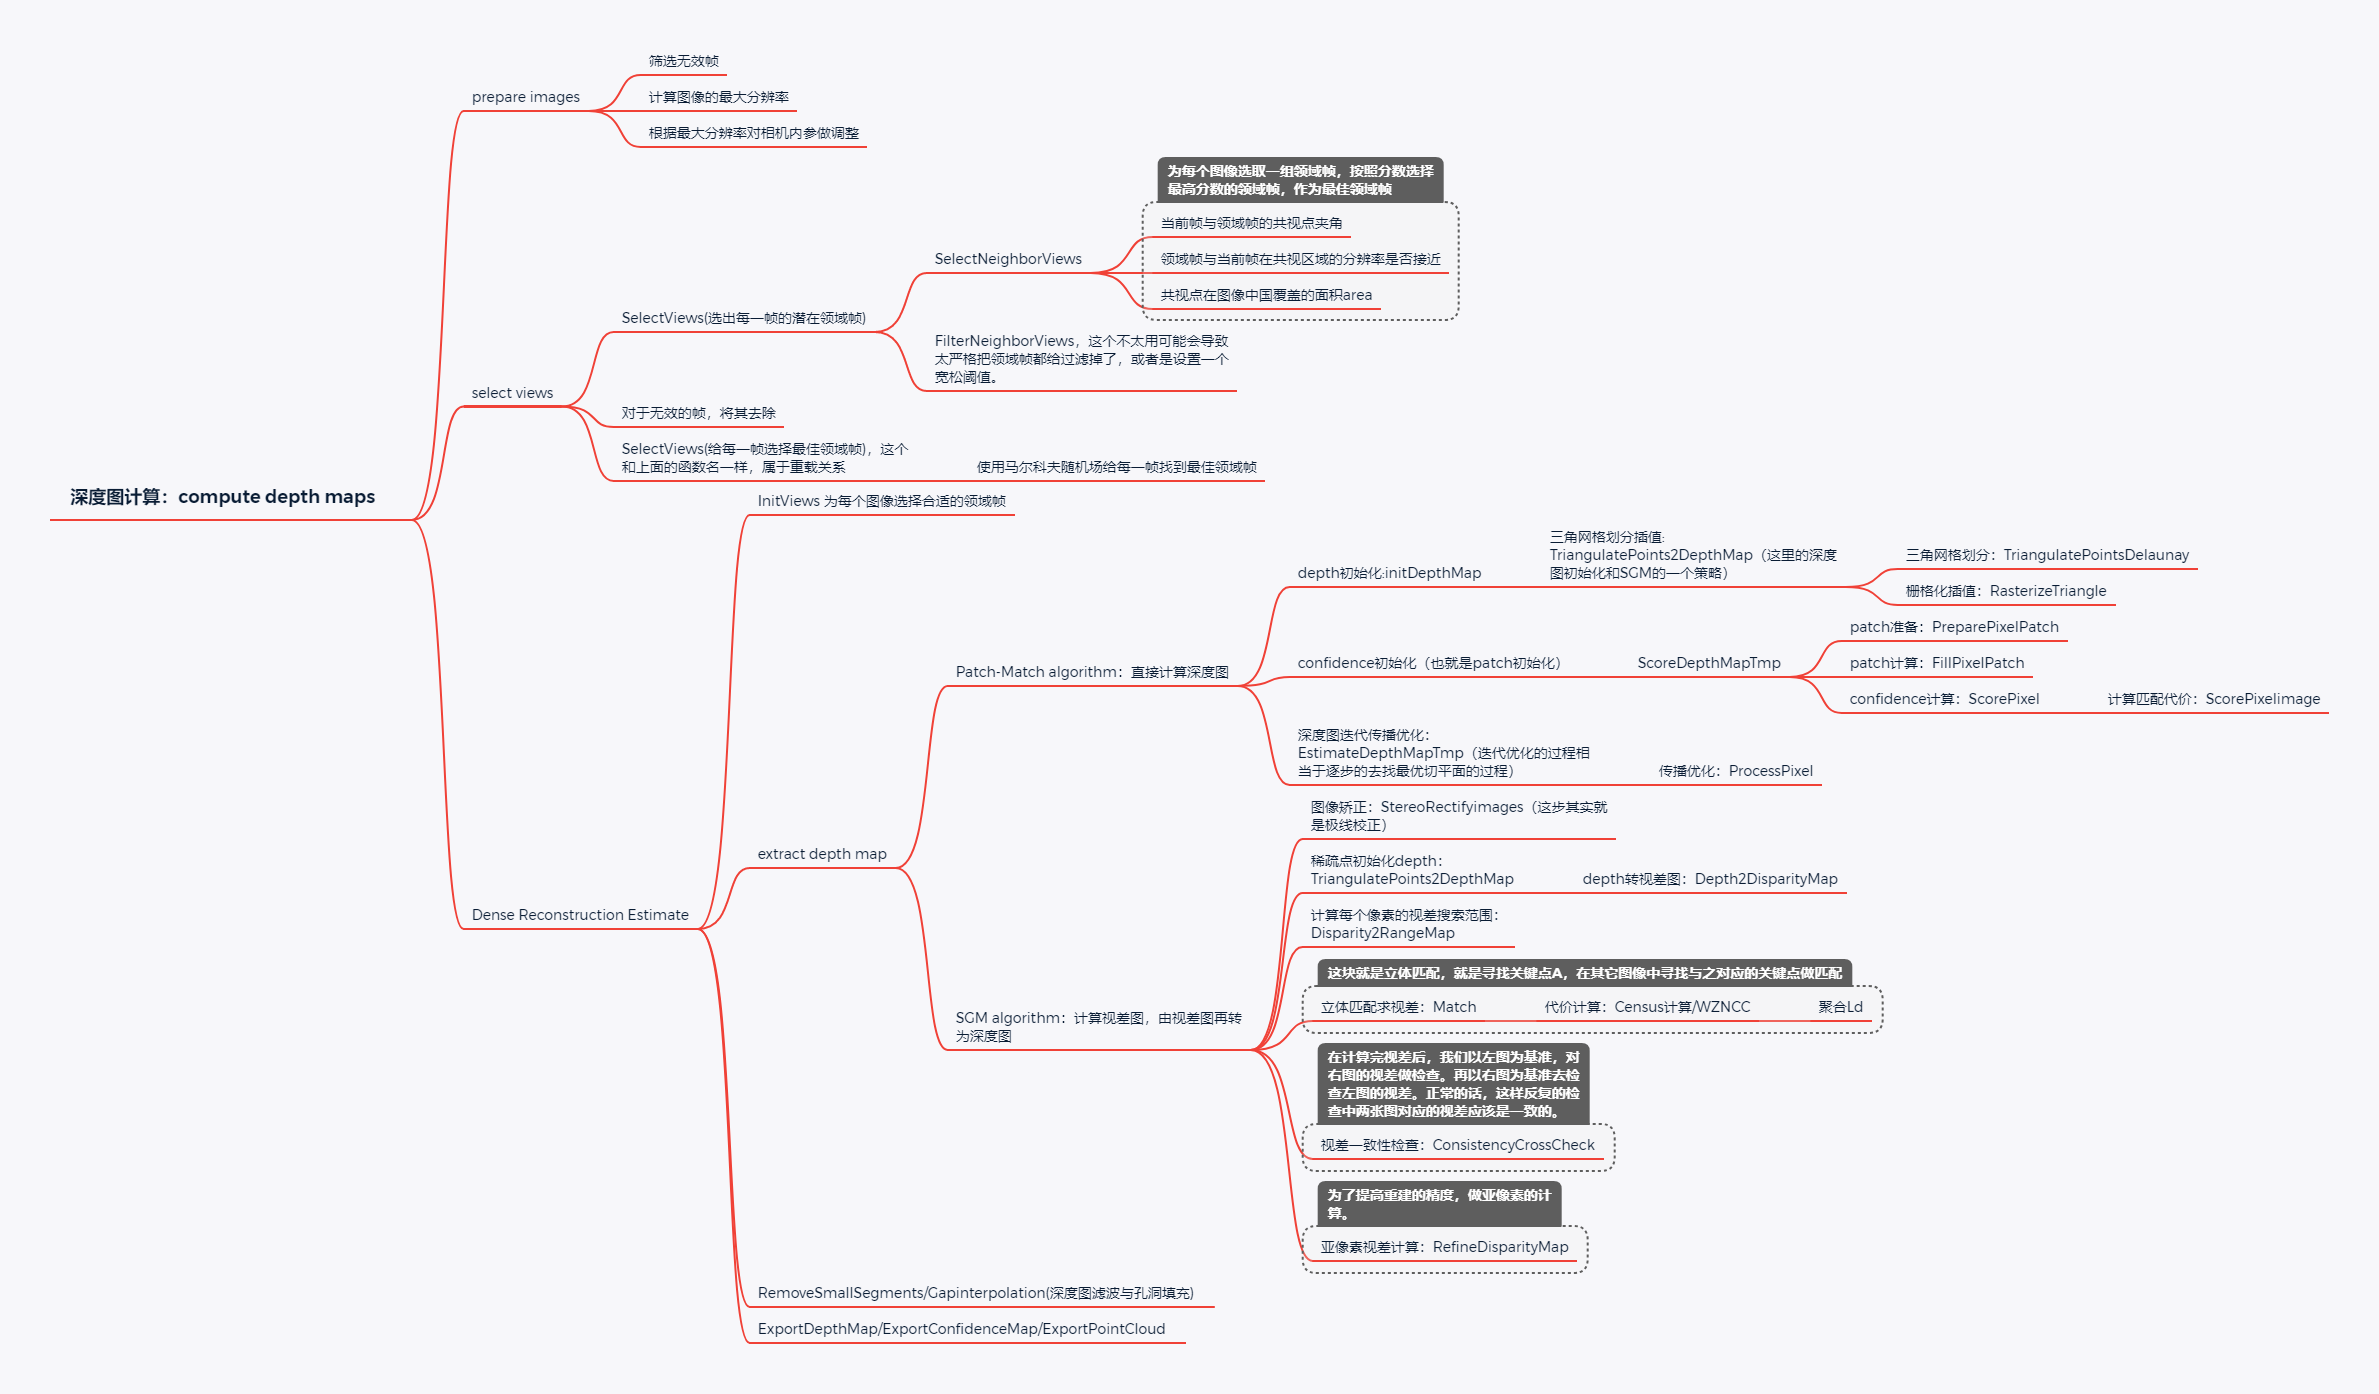 深度图计算：compute depth maps
prepare images
筛选无效帧
计算图像的最大分辨率
根据最大分辨率对相机内参做调整
select views
SelectViews(选出每一帧的潜在领域帧)
SelectNeighborViews
为每个图像选取一组领域帧，按照分数选择
最高分数的领域帧，作为最佳领域帧
当前帧与领域帧的共视点夹角
领域帧与当前帧在共视区域的分辨率是否接近
共视点在图像中国覆盖的面积area
FilterNeighborViews，这个不太用可能会导致
太严格把领域帧都给过滤掉了，或者是设置一个
宽松阈值。
对于无效的帧，将其去除
SelectViews(给每一帧选择最佳领域帧)，这个
和上面的函数名一样，属于重载关系
使用马尔科夫随机场给每一帧找到最佳领域帧
Dense Reconstruction Estimate
InitViews 为每个图像选择合适的领域帧
extract depth map
Patch-Match algorithm：直接计算深度图
depth初始化:initDepthMap
三角网格划分插值:
TriangulatePoints2DepthMap（这里的深度
图初始化和SGM的一个策略）
三角网格划分：TriangulatePointsDelaunay
栅格化插值：RasterizeTriangle
confidence初始化（也就是patch初始化）
ScoreDepthMapTmp
patch准备：PreparePixelPatch
patch计算：FillPixelPatch
confidence计算：ScorePixel
计算匹配代价：ScorePixelimage
深度图迭代传播优化：
EstimateDepthMapTmp（迭代优化的过程相
当于逐步的去找最优切平面的过程）
传播优化：ProcessPixel
SGM algorithm：计算视差图，由视差图再转
为深度图
图像矫正：StereoRectifyimages（这步其实就
是极线校正）
稀疏点初始化depth：
TriangulatePoints2DepthMap
depth转视差图：Depth2DisparityMap
计算每个像素的视差搜索范围：
Disparity2RangeMap
这块就是立体匹配，就是寻找关键点A，在其它图像中寻找与之对应的关键点做匹配
立体匹配求视差：Match
代价计算：Census计算/WZNCC
聚合Ld
在计算完视差后，我们以左图为基准，对
右图的视差做检查。再以右图为基准去检
查左图的视差。正常的话，这样反复的检
查中两张图对应的视差应该是一致的。
视差一致性检查：ConsistencyCrossCheck
为了提高重建的精度，做亚像素的计
算。
亚像素视差计算：RefineDisparityMap
RemoveSmallSegments/Gapinterpolation(深度图滤波与孔洞填充)
ExportDepthMap/ExportConfidenceMap/ExportPointCloud